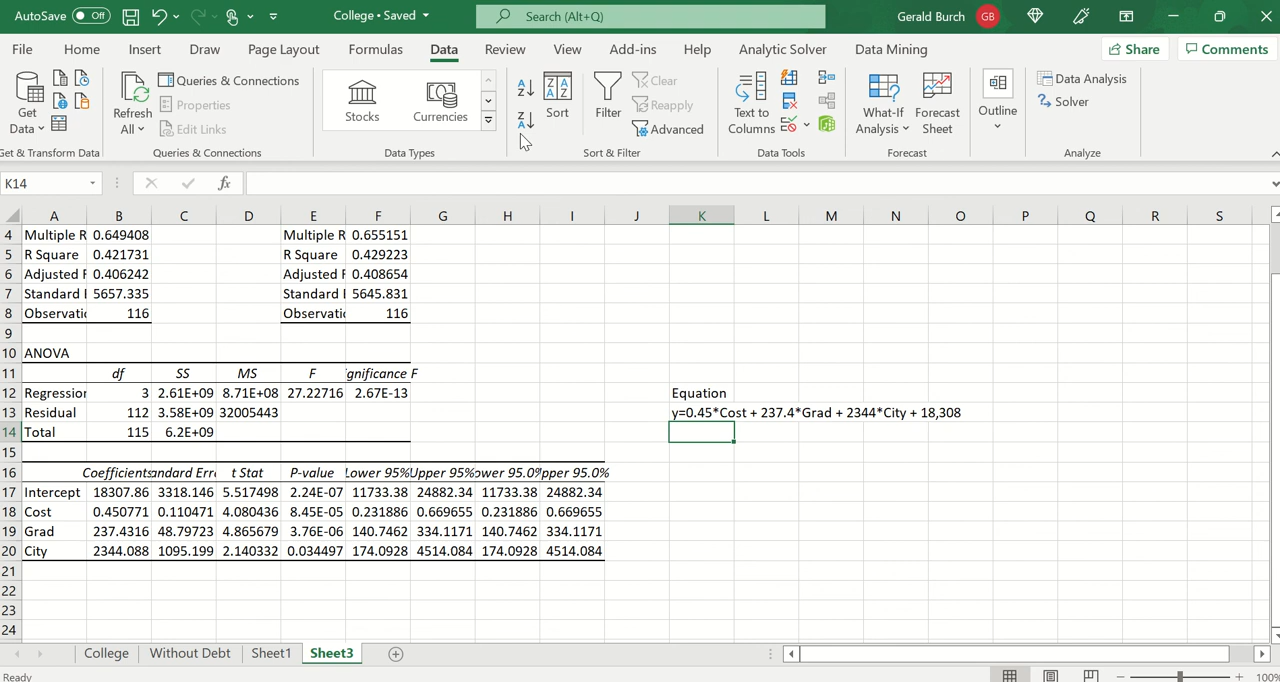 AutoSave Off College • Saved Search (Alt+Q) Gerald Burch GB
File Home Insert Draw Page Layout Formulas Data Review View Add-ins Help Analytic Solver Data Mining Share Comments
Get Data
Refresh All
Queries & Connections
Properties
Edit Links
Stocks
Currencies
Sort
Filter
Clear
Reapply
Advanced
Text to Columns
What-If Analysis
Forecast Sheet
Outline
Data Analysis
Solver
Get & Transform Data Queries & Connections Data Types Sort & Filter Data Tools Forecast Analyze
K14 fx
A B C D E F G H I J K L M N O P Q R S
4 Multiple R 0.649408 Multiple R 0.655151
5 R Square 0.421731 R Square 0.429223
6 Adjusted 0.406242 Adjusted 0.408654
7 Standard 5657.335 Standard 5645.831
8 Observati 116 Observati 116
9
10 ANOVA
11 df SS MS F gnificance F
12 Regression 3 2.61E+09 8.71E+08 27.22716 2.67E-13 Equation
13 Residual 112 3.58E+09 32005443 y=0.45*Cost + 237.4*Grad + 2344*City + 18,308
14 Total 115 6.2E+09
15
16 Coefficients andard Err t Stat P-value Lower 95% Upper 95% ower 95.0% pper 95.0%
17 Intercept 18307.86 3318.146 5.517498 2.24E-07 11733.38 24882.34 11733.38 24882.34
18 Cost 0.450771 0.110471 4.080436 8.45E-05 0.231886 0.669655 0.231886 0.669655
19 Grad 237.4316 48.79723 4.865679 3.76E-06 140.7462 334.1171 140.7462 334.1171
20 City 2344.088 1095.199 2.140332 0.034497 174.0928 4514.084 174.0928 4514.084
21
22
23
24
College Without Debt Sheet1 Sheet3
Ready 100%